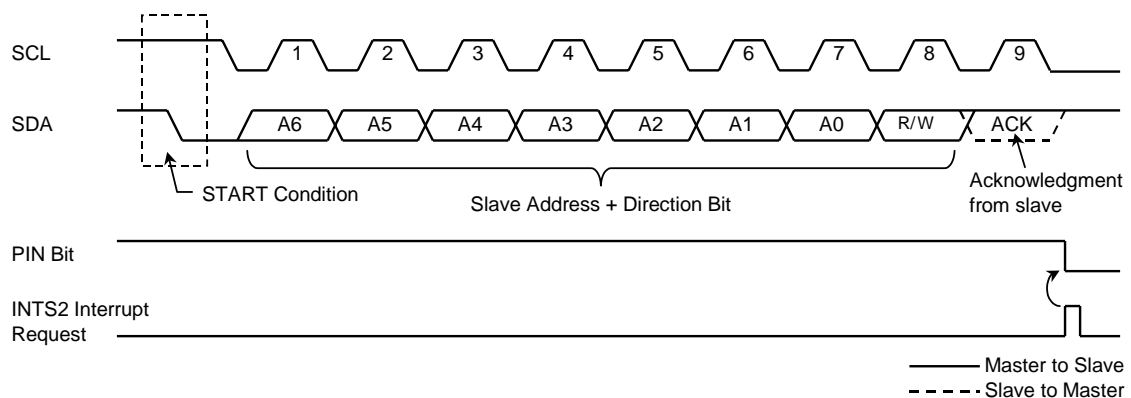 SCL
1 2 3 4 5 6 7 8 9
SDA
A6 A5 A4 A3 A2 A1 A0 R/W ACK
START Condition
Slave Address + Direction Bit
Acknowledgment
from slave
PIN Bit
INTS2 Interrupt
Request
Master to Slave
Slave to Master